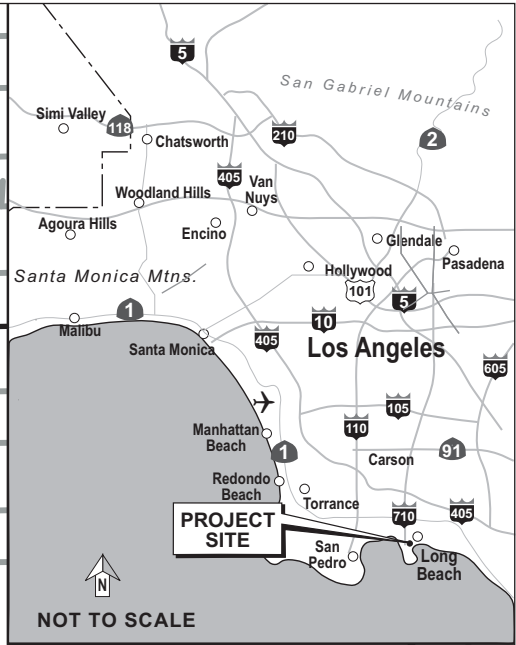 5
San Gabriel Mountains
Simi Valley
118
Chatsworth
210
2
405
Van
Nuys
Woodland Hills
Agoura Hills
Encino
Glendale
Pasadena
Hollywood
101
5
Santa Monica Mtns.
1
Malibu
10
Santa Monica
405
Los Angeles
605
105
110
Manhattan
Beach
1
91
Carson
Redondo
Beach
Torrance
710
405
PROJECT
SITE
San
Pedro
Long
Beach
N
NOT TO SCALE